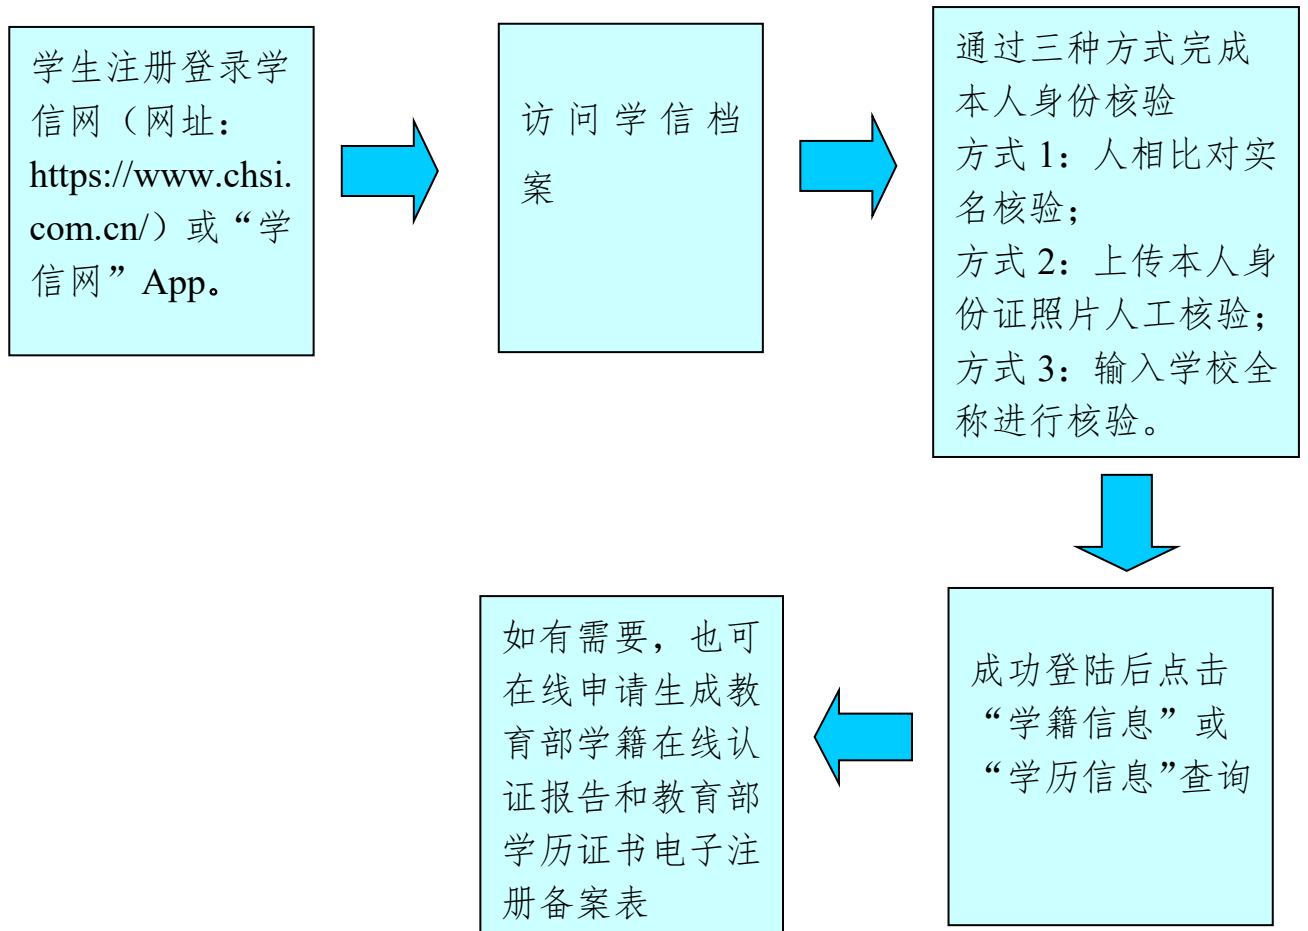 学生注册登录学
信网（网址：
https://www.chsi.
com.cn/）或“学
信网”App。
访问学信档
案
通过三种方式完成
本人身份核验
方式 1：人相比对实
名核验；
方式 2：上传本人身
份证照片人工核验；
方式 3：输入学校全
称进行核验。
成功登陆后点击
“学籍信息”或
“学历信息”查询
如有需要，也可
在线申请生成教
育部学籍在线认
证报告和教育部
学历证书电子注
册备案表